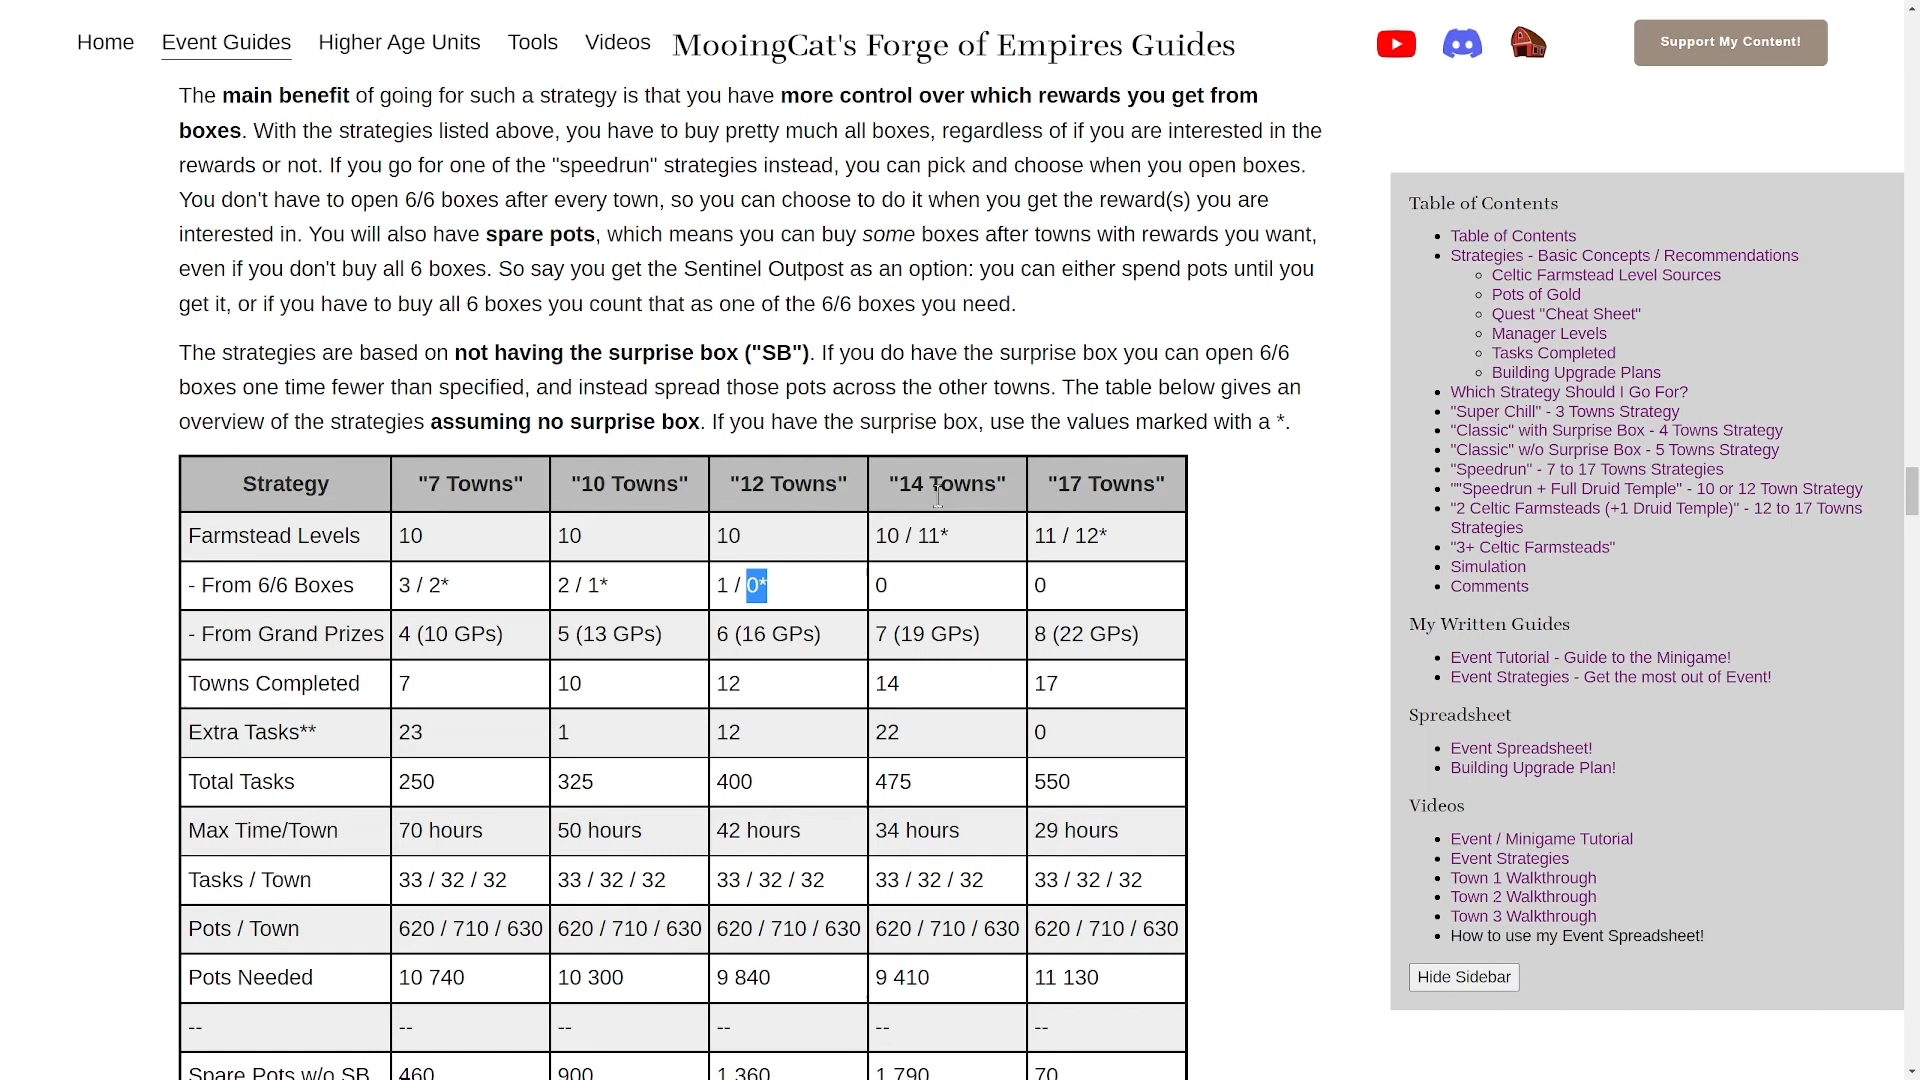 Home Event Guides Higher Age Units Tools Videos MooingCat's Forge of Empires Guides Support My Content!
The main benefit of going for such a strategy is that you have more control over which rewards you get from
boxes. With the strategies listed above, you have to buy pretty much all boxes, regardless of if you are interested in the
rewards or not. If you go for one of the "speedrun" strategies instead, you can pick and choose when you open boxes.
You don't have to open 6/6 boxes after every town, so you can choose to do it when you get the reward(s) you are
interested in. You will also have spare pots, which means you can buy some boxes after towns with rewards you want,
even if you don't buy all 6 boxes. So say you get the Sentinel Outpost as an option: you can either spend pots until you
get it, or if you have to buy all 6 boxes you count that as one of the 6/6 boxes you need.
The strategies are based on not having the surprise box ("SB"). If you do have the surprise box you can open 6/6
boxes one time fewer than specified, and instead spread those pots across the other towns. The table below gives an
overview of the strategies assuming no surprise box. If you have the surprise box, use the values marked with a *.
Strategy "7 Towns" "10 Towns" "12 Towns" "14 Towns" "17 Towns"
Farmstead Levels 10 10 10 10 / 11* 11 / 12*
- From 6/6 Boxes 3 / 2* 2 / 1* 1 / 0* 0 0
- From Grand Prizes 4 (10 GPs) 5 (13 GPs) 6 (16 GPs) 7 (19 GPs) 8 (22 GPs)
Towns Completed 7 10 12 14 17
Extra Tasks** 23 1 12 22 0
Total Tasks 250 325 400 475 550
Max Time/Town 70 hours 50 hours 42 hours 34 hours 29 hours
Tasks / Town 33 / 32 / 32 33 / 32 / 32 33 / 32 / 32 33 / 32 / 32 33 / 32 / 32
Pots / Town 620 / 710 / 630 620 / 710 / 630 620 / 710 / 630 620 / 710 / 630 620 / 710 / 630
Pots Needed 10 740 10 300 9 840 9 410 11 130
-- -- -- -- -- --
Spare Pots w/o SB 460 900 1 360 1 790 70
Table of Contents
Table of Contents
Strategies - Basic Concepts / Recommendations
Celtic Farmstead Level Sources
Pots of Gold
Quest "Cheat Sheet"
Manager Levels
Tasks Completed
Building Upgrade Plans
Which Strategy Should I Go For?
"Super Chill" - 3 Towns Strategy
"Classic" with Surprise Box - 4 Towns Strategy
"Classic" w/o Surprise Box - 5 Towns Strategy
"Speedrun" - 7 to 17 Towns Strategies
""Speedrun + Full Druid Temple" - 10 or 12 Town Strategy
"2 Celtic Farmsteads (+1 Druid Temple)" - 12 to 17 Towns
Strategies
"3+ Celtic Farmsteads"
Simulation
Comments
My Written Guides
Event Tutorial - Guide to the Minigame!
Event Strategies - Get the most out of Event!
Spreadsheet
Event Spreadsheet!
Building Upgrade Plan!
Videos
Event / Minigame Tutorial
Event Strategies
Town 1 Walkthrough
Town 2 Walkthrough
Town 3 Walkthrough
How to use my Event Spreadsheet!
Hide Sidebar